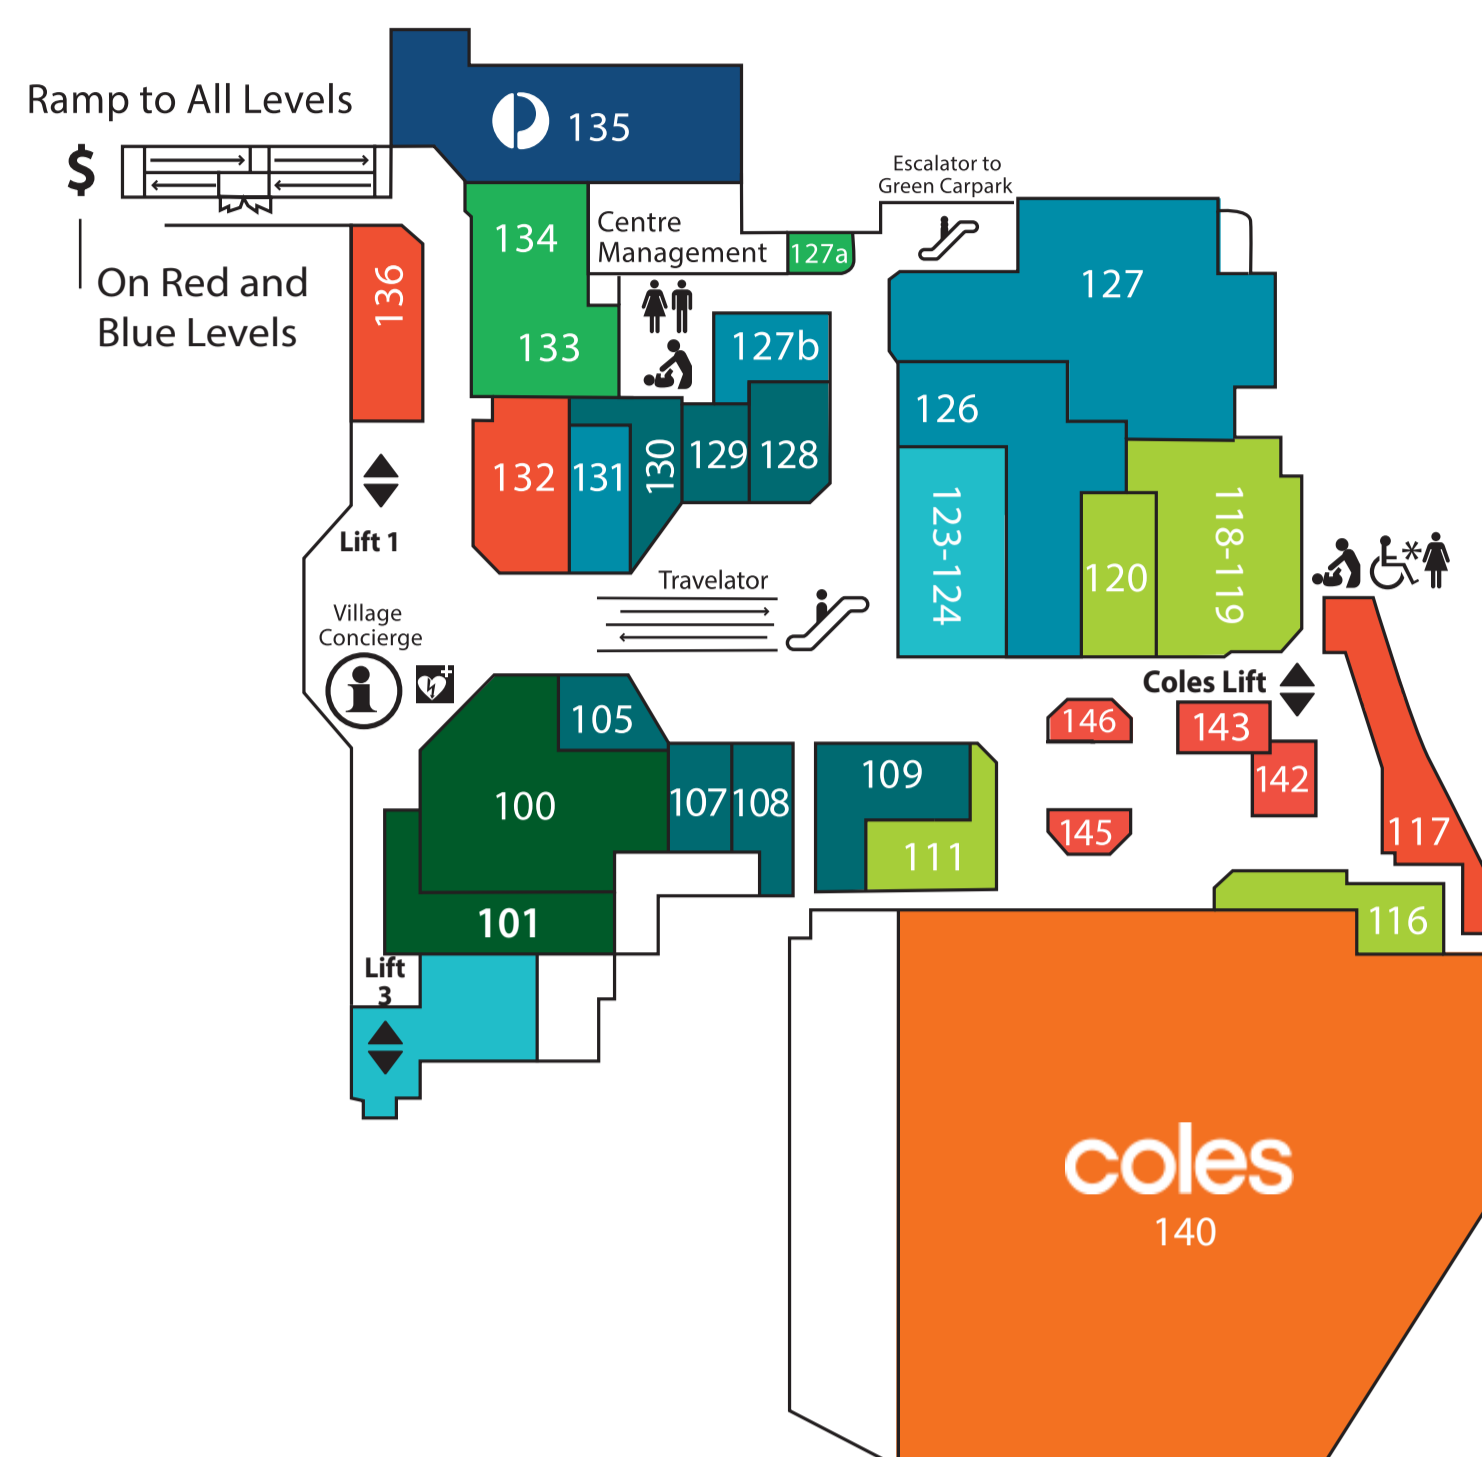 Ramp to All Levels
$
On Red and
Blue Levels
135
134
Centre
Management
127a
Escalator to
Green Carpark
127
136
133
127b
126
132
131
130
129
128
123-124
120
118-119
Lift 1
Travelator
Village
Concierge
Coles Lift
105
146
143
142
100
107
108
109
145
117
111
101
116
Lift
3
coles
140